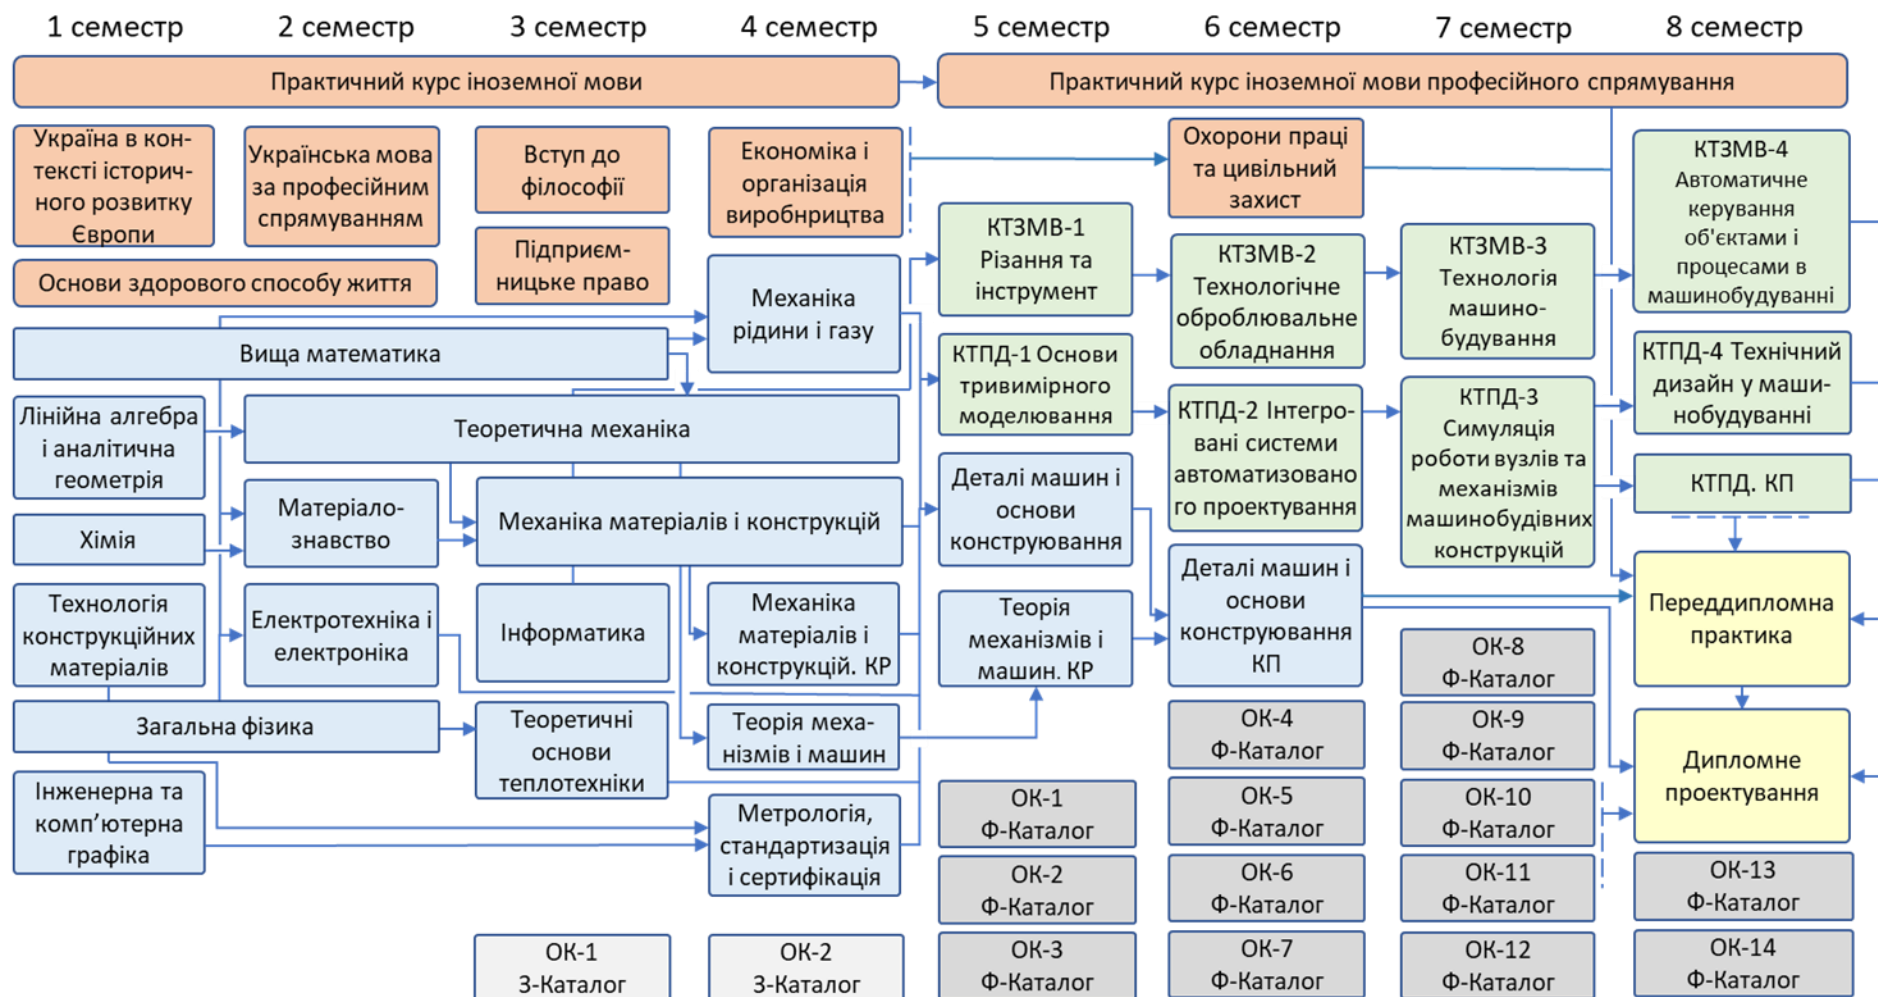 1 семестр
2 семестр
3 семестр
4 семестр
5 семестр
6 семестр
7 семестр
8 семестр
Практичний курс іноземної мови
Практичний курс іноземної мови професійного спрямування
Україна в кон-
тексті історич-
ного розвитку
Європи
Українська мова
за професійним
спрямуванням
Вступ до
філософії
Економіка і
організація
виробнрицтва
Охорони праці
та цивільний
захист
Підприєм-
ницьке право
Основи здорового способу життя
КТЗМВ-1
Різання та
інструмент
КТЗМВ-2
Технологічне
оброблювальне
обладнання
КТЗМВ-3
Технологія
машино-
будування
КТЗМВ-4
Автоматичне
керування
об'єктами і
процесами в
машинобудуванні
Механіка
рідини і газу
Вища математика
КТПД-1 Основи
тривимірного
моделювання
КТПД-2 Інтегро-
вані системи
автоматизовано
го проектування
КТПД-3
Симуляція
роботи вузлів та
механізмів
машинобудівних
конструкцій
КТПД-4 Технічний
дизайн у маши-
нобудуванні
КТПД. КП
Лінійна алгебра
і аналітична
геометрія
Теоретична механіка
Хімія
Матеріало-
знавство
Механіка матеріалів і конструкцій
Деталі машин і
основи
конструювання
Деталі машин і
основи
конструювання
КП
Переддипломна
практика
Технологія
конструкційних
матеріалів
Електротехніка і
електроніка
Інформатика
Механіка
матеріалів і
конструкцій. КР
Теорія
механізмів і
машин. КР
Загальна фізика
Теоретичні
основи
теплотехніки
Теорія меха-
нізмів і машин
Дипломне
проектування
Інженерна та
комп’ютерна
графіка
Метрологія,
стандартизація
і сертифікація
ОК-1
З-Каталог
ОК-2
З-Каталог
ОК-1
Ф-Каталог
ОК-2
Ф-Каталог
ОК-3
Ф-Каталог
ОК-4
Ф-Каталог
ОК-5
Ф-Каталог
ОК-6
Ф-Каталог
ОК-7
Ф-Каталог
ОК-8
Ф-Каталог
ОК-9
Ф-Каталог
ОК-10
Ф-Каталог
ОК-11
Ф-Каталог
ОК-12
Ф-Каталог
ОК-13
Ф-Каталог
ОК-14
Ф-Каталог